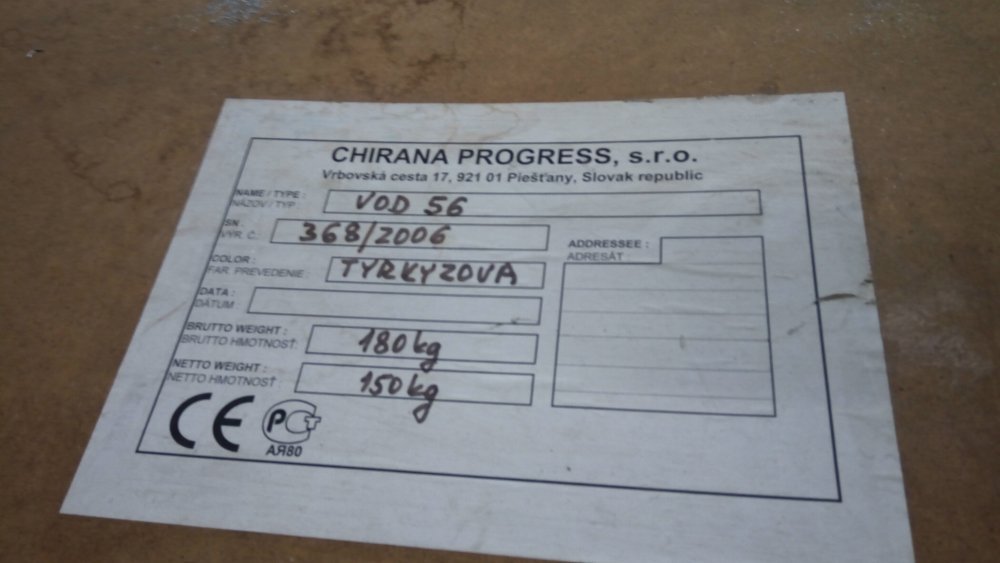 CHIRANA PROGRESS, s.r.o.
Vrbovská cesta 17, 921 01 Piešťany, Slovak republic
NAME / TYPE :
NÁZOV / TYP : VOD 56
SN :
VÝR. Č. : 368/2006
COLOR :
FAR. PREVEDENIE : TYRKYZOVA
DATA :
DÁTUM
BRUTTO WEIGHT :
BRUTTO HMOTNOSŤ: 180kg
NETTO WEIGHT :
NETTO HMOTNOSŤ : 150kg
ADDRESSEE :
ADRESÁT :
CE
РСТ
АЯ80